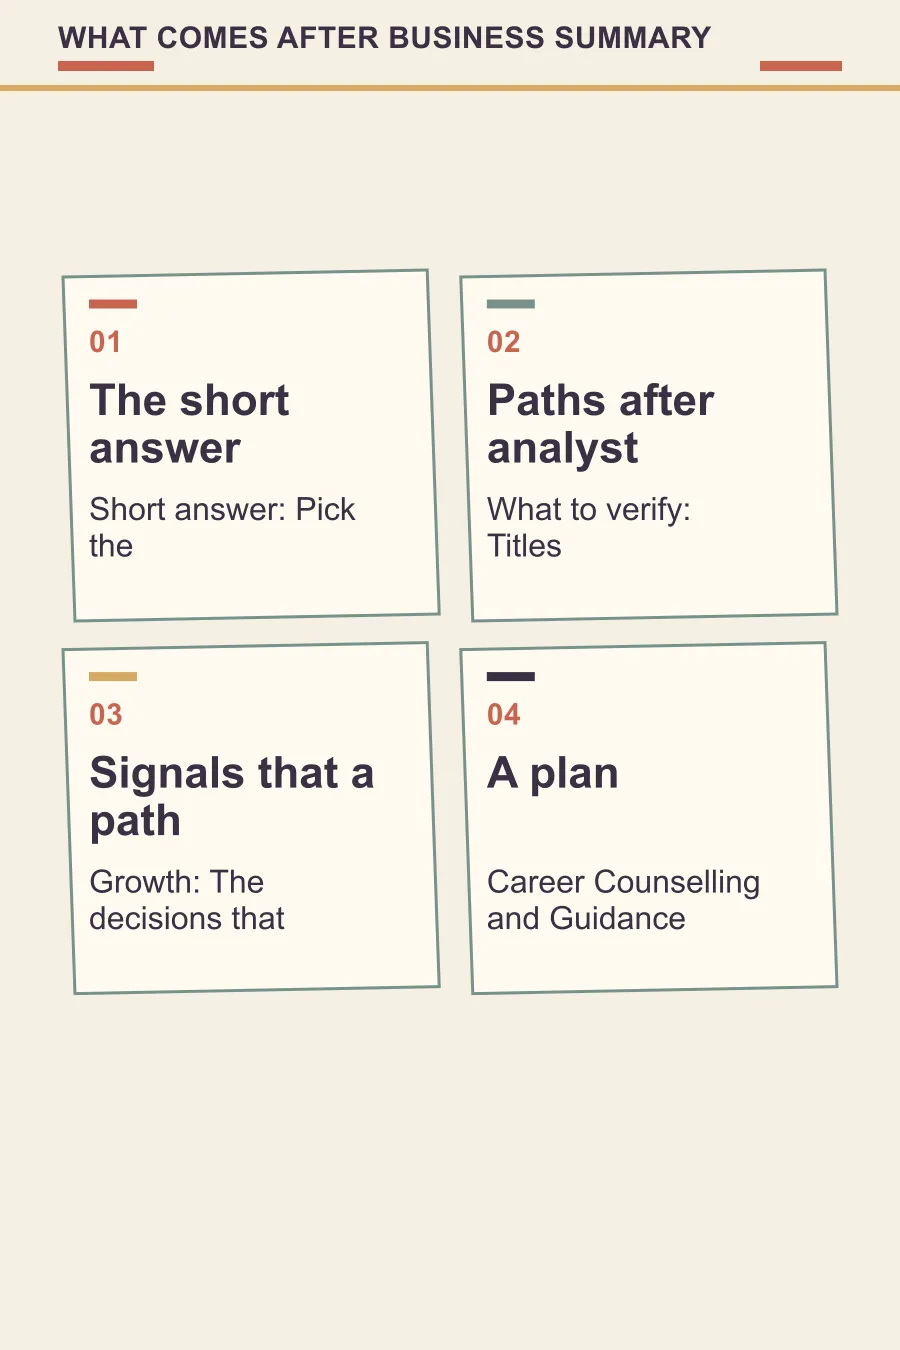 WHAT COMES AFTER BUSINESS SUMMARY
01
The short
answer
Short answer: Pick
the
02
Paths after
analyst
What to verify:
Titles
03
Signals that a
path
Growth: The
decisions that
04
A plan
Career Counselling
and Guidance